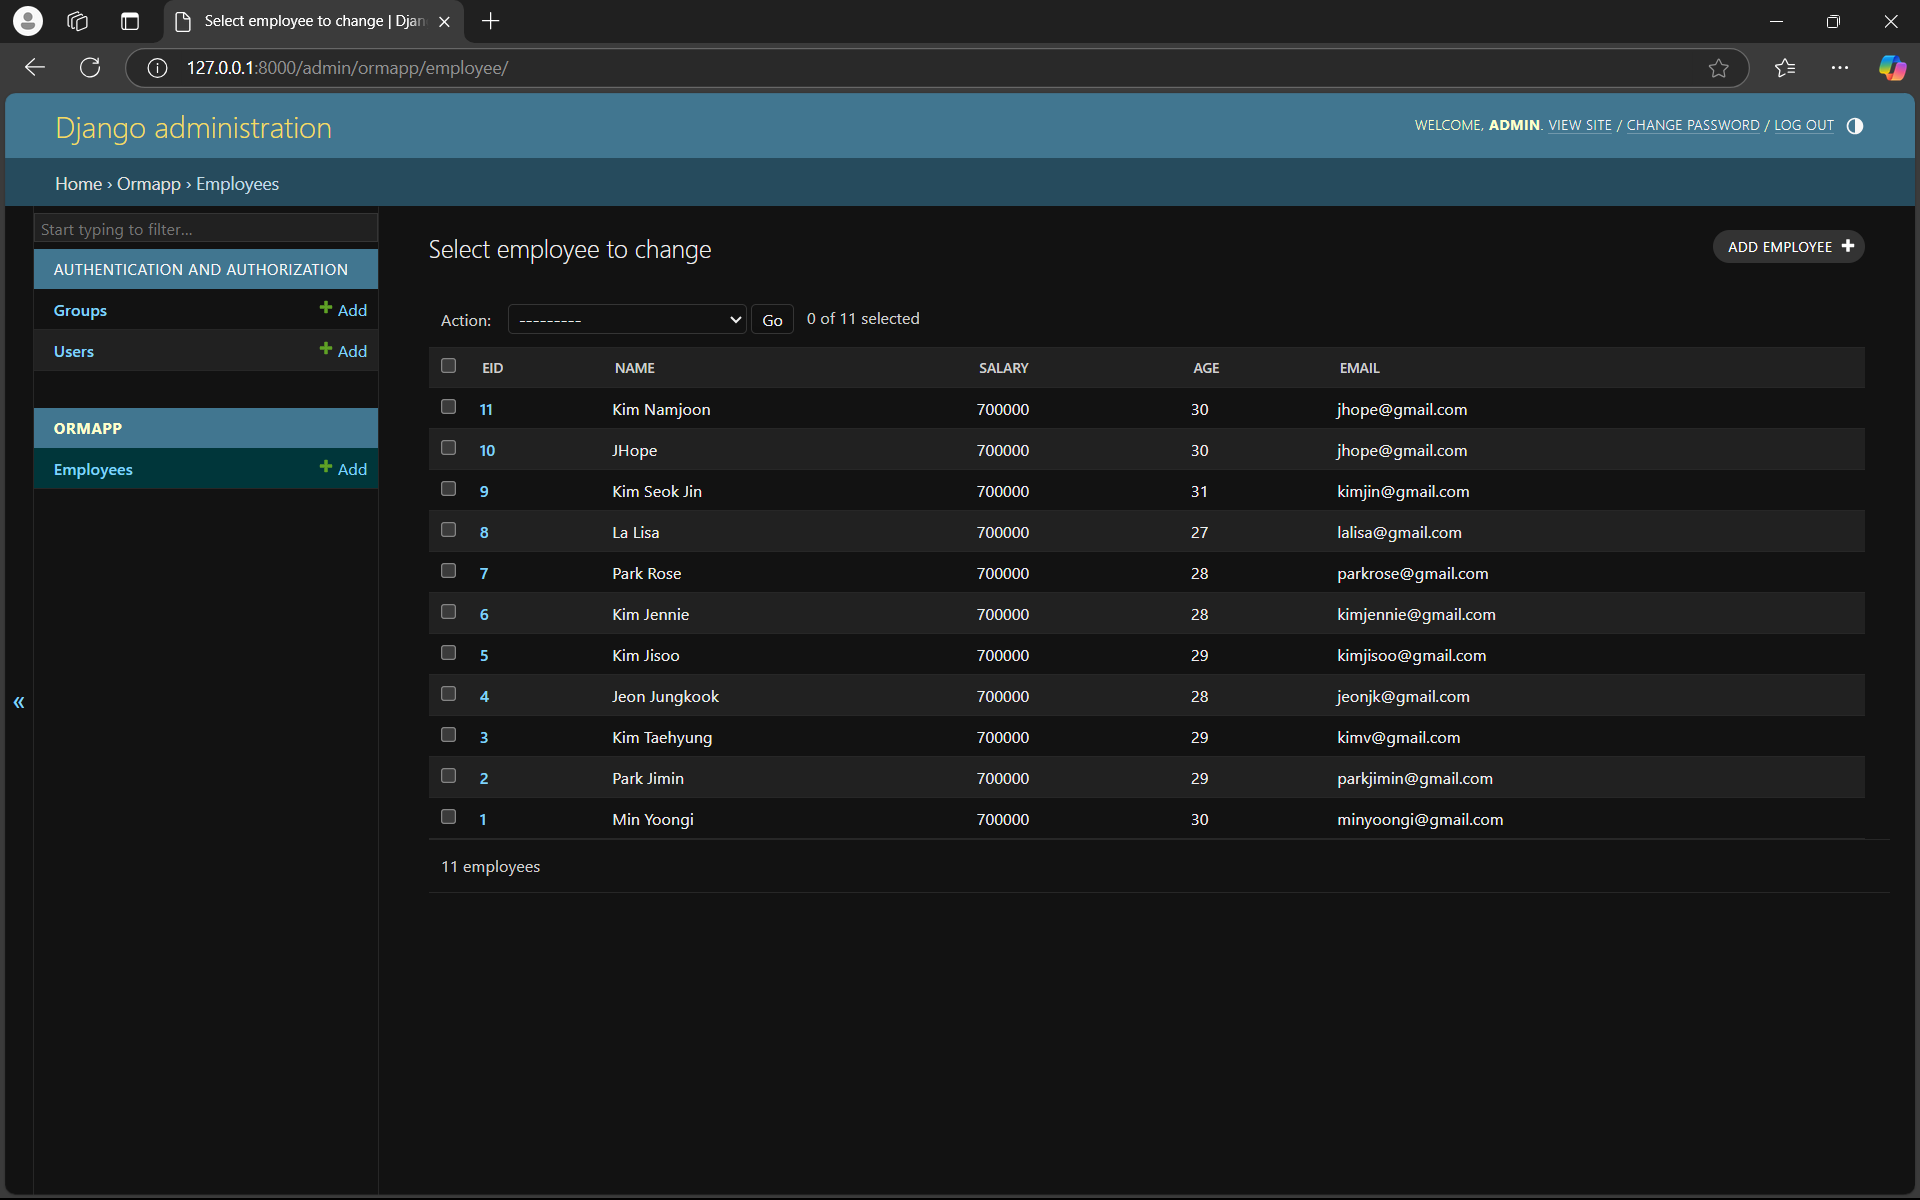 Select employee to change | Djan
127.0.0.1:8000/admin/ormapp/employee/
Django administration
WELCOME, ADMIN. VIEW SITE / CHANGE PASSWORD / LOG OUT
Home › Ormapp › Employees
Start typing to filter...
AUTHENTICATION AND AUTHORIZATION
Groups + Add
Users + Add
ORMAPP
Employees + Add
«
Select employee to change
ADD EMPLOYEE +
Action: --------- Go 0 of 11 selected
EID NAME SALARY AGE EMAIL
11 Kim Namjoon 700000 30 jhope@gmail.com
10 JHope 700000 30 jhope@gmail.com
9 Kim Seok Jin 700000 31 kimjin@gmail.com
8 La Lisa 700000 27 lalisa@gmail.com
7 Park Rose 700000 28 parkrose@gmail.com
6 Kim Jennie 700000 28 kimjennie@gmail.com
5 Kim Jisoo 700000 29 kimjisoo@gmail.com
4 Jeon Jungkook 700000 28 jeonjk@gmail.com
3 Kim Taehyung 700000 29 kimv@gmail.com
2 Park Jimin 700000 29 parkjimin@gmail.com
1 Min Yoongi 700000 30 minyoongi@gmail.com
11 employees